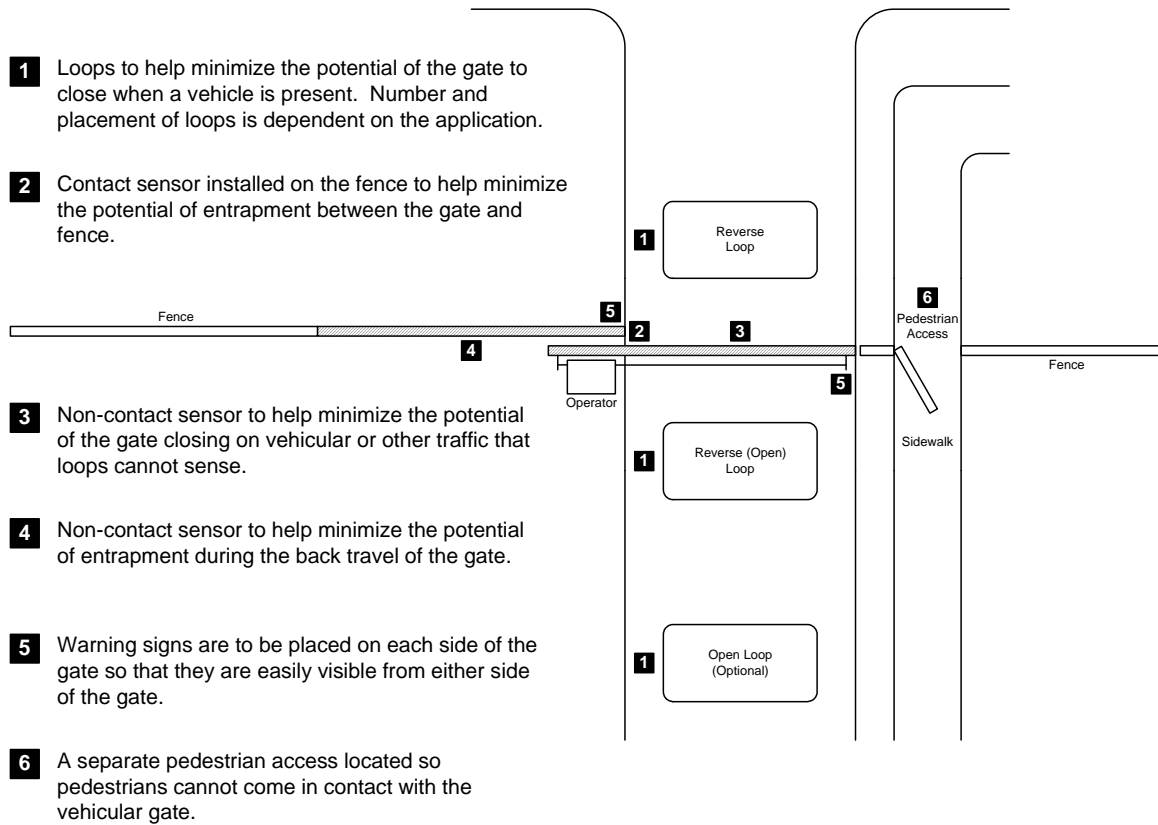 1
Loops to help minimize the potential of the gate to
close when a vehicle is present. Number and
placement of loops is dependent on the application.
2
Contact sensor installed on the fence to help minimize
the potential of entrapment between the gate and
fence.
3
Non-contact sensor to help minimize the potential
of the gate closing on vehicular or other traffic that
loops cannot sense.
4
Non-contact sensor to help minimize the potential
of entrapment during the back travel of the gate.
5
Warning signs are to be placed on each side of the
gate so that they are easily visible from either side
of the gate.
6
A separate pedestrian access located so
pedestrians cannot come in contact with the
vehicular gate.
1
Reverse
Loop
6
Pedestrian
Access
Fence
5
2
3
4
Operator
5
Fence
Sidewalk
1
Reverse (Open)
Loop
1
Open Loop
(Optional)